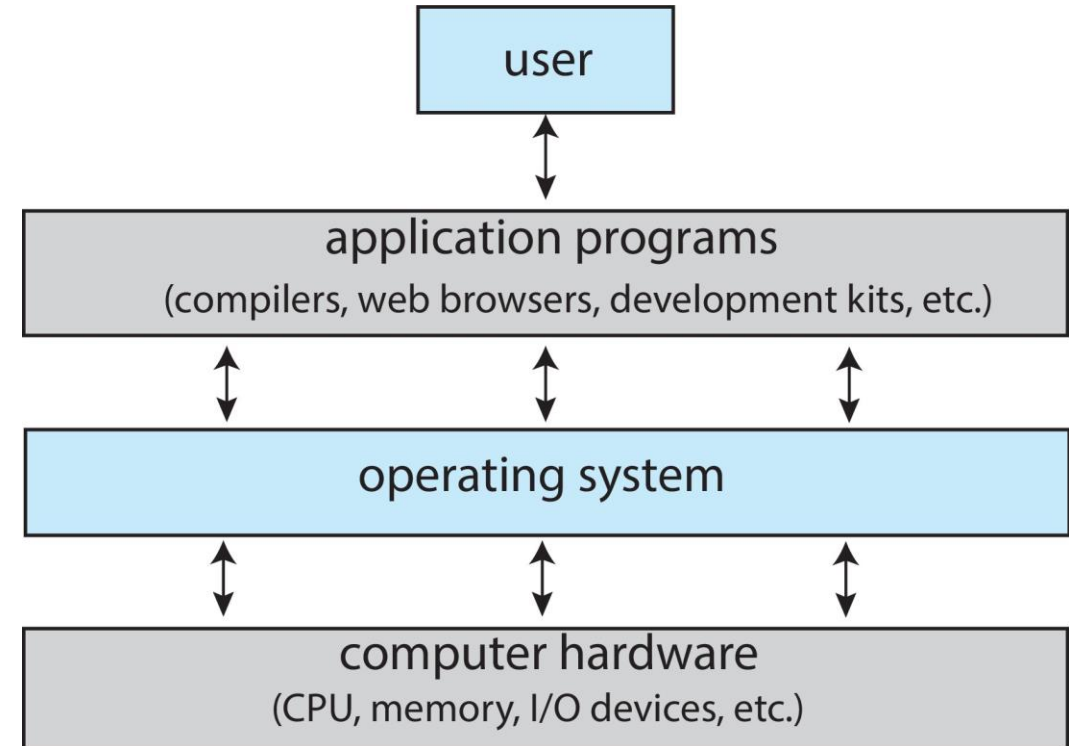 user
application programs
(compilers, web browsers, development kits, etc.)
operating system
computer hardware
(CPU, memory, I/O devices, etc.)